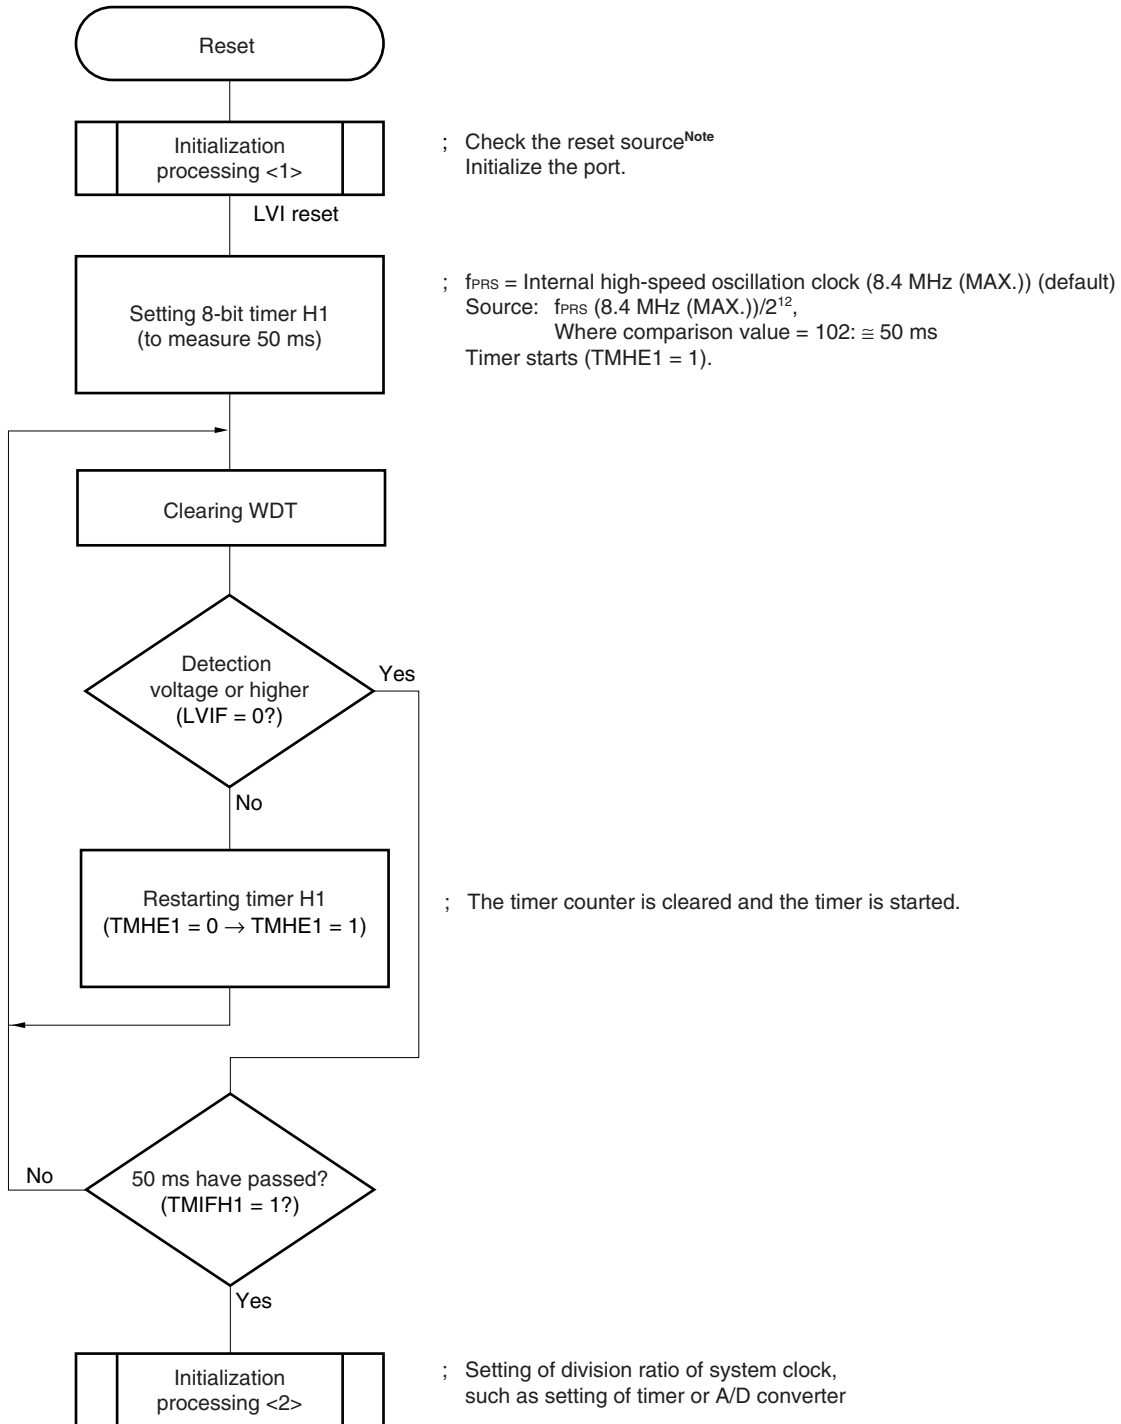 Reset
Initialization
processing <1>
; Check the reset sourceNote
Initialize the port.
LVI reset
Setting 8-bit timer H1
(to measure 50 ms)
; fPRS = Internal high-speed oscillation clock (8.4 MHz (MAX.)) (default)
Source: fPRS (8.4 MHz (MAX.))/2¹²,
Where comparison value = 102: ≅ 50 ms
Timer starts (TMHE1 = 1).
Clearing WDT
Detection
voltage or higher
(LVIF = 0?)
Yes
No
Restarting timer H1
(TMHE1 = 0 → TMHE1 = 1)
; The timer counter is cleared and the timer is started.
50 ms have passed?
(TMIFH1 = 1?)
No
Yes
Initialization
processing <2>
; Setting of division ratio of system clock,
such as setting of timer or A/D converter